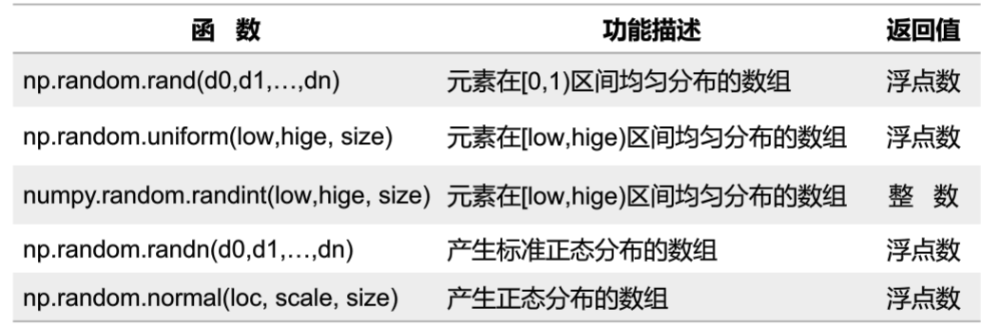 函 数 功能描述 返回值
np.random.rand(d0,d1,…,dn) 元素在[0,1)区间均匀分布的数组 浮点数
np.random.uniform(low,hige, size) 元素在[low,hige)区间均匀分布的数组 浮点数
numpy.random.randint(low,hige, size) 元素在[low,hige)区间均匀分布的数组 整 数
np.random.randn(d0,d1,…,dn) 产生标准正态分布的数组 浮点数
np.random.normal(loc, scale, size) 产生正态分布的数组 浮点数